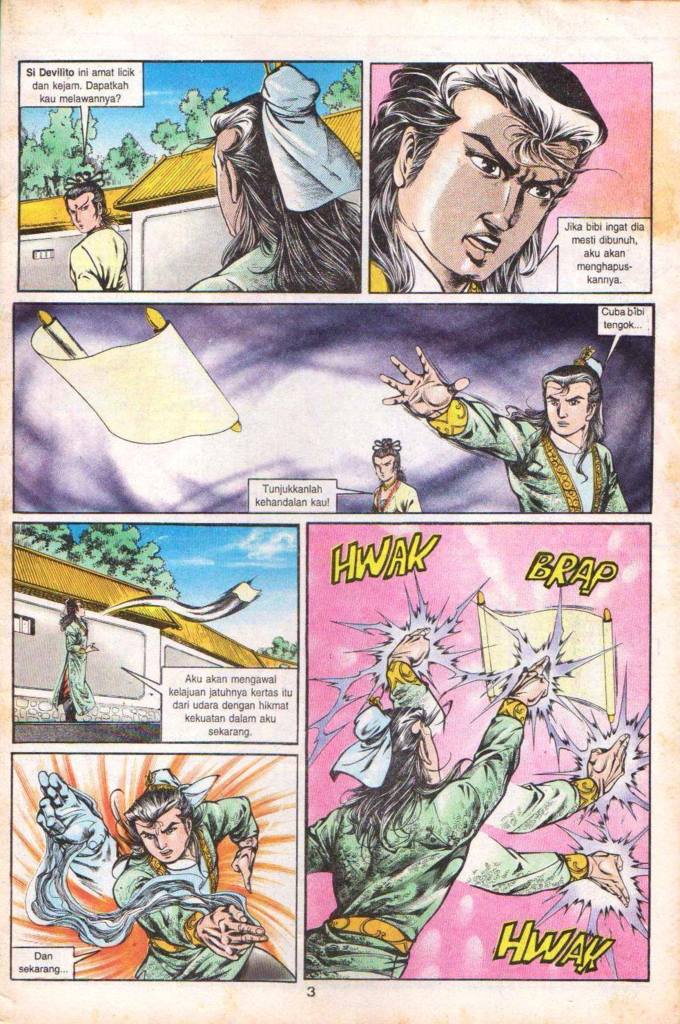 Si Devilito ini amat licik
dan kejam. Dapatkah
kau melawannya?
Jika bibi ingat dia
mesti dibunuh,
aku akan
menghapus-
kannya.
Cuba bibi
tengok...
Tunjukkanlah
kehandalan kau!
Aku akan mengawal
kelajuan jatuhnya kertas itu
dari udara dengan hikmat
kekuatan dalam aku
sekarang.
HWAK
BRAP
HWAK
Dan
sekarang...
3